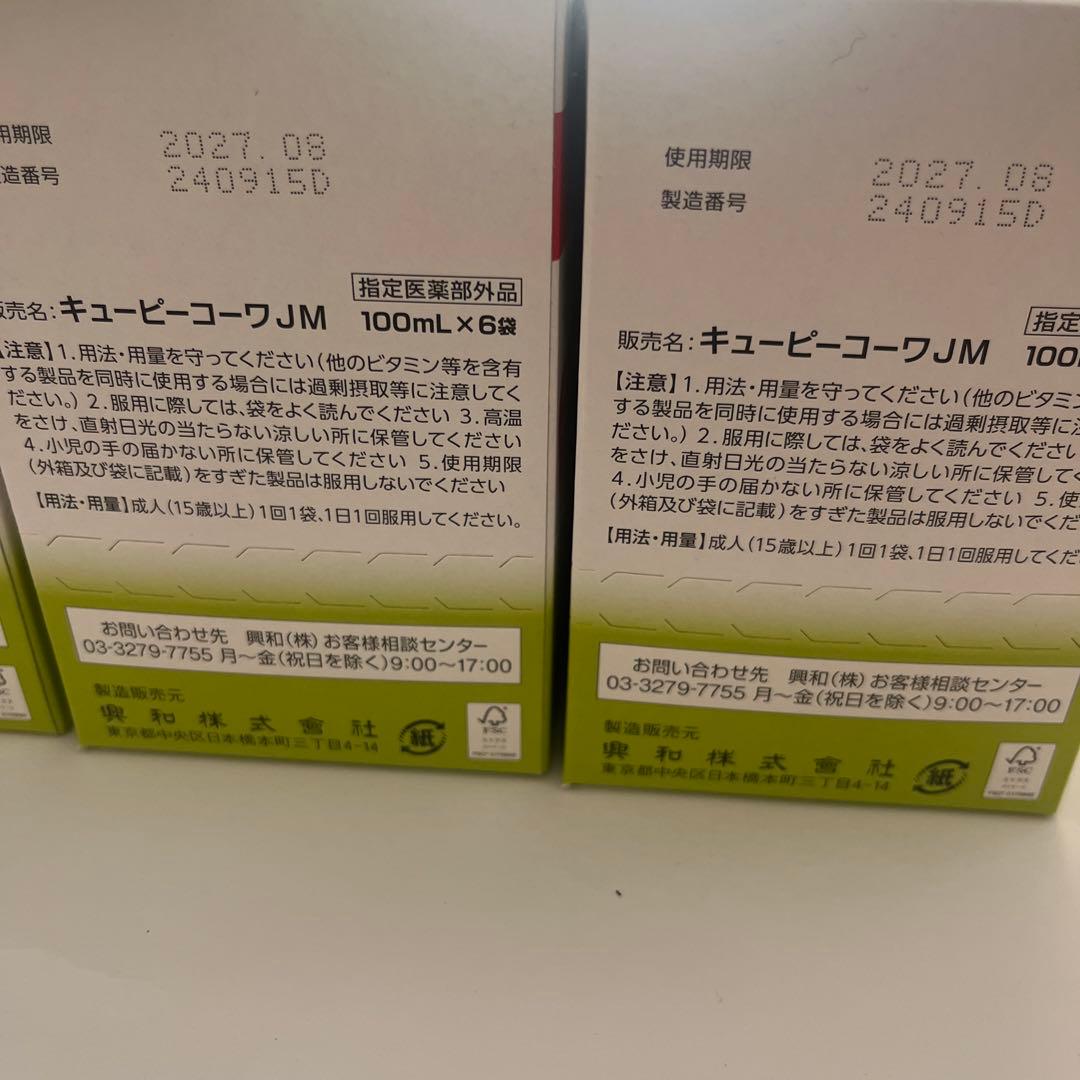 用期限
2027.08
造番号
240915D
指定医薬部外品
販売名:キューピーコーワJM 100mL×6袋
【注意】1.用法・用量を守ってください(他のビタミン等を含有
する製品を同時に使用する場合には過剰摂取等に注意してく
ださい。) 2.服用に際しては、袋をよく読んでください 3.高温
をさけ、直射日光の当たらない涼しい所に保管してください
4.小児の手の届かない所に保管してください 5.使用期限
(外箱及び袋に記載)をすぎた製品は服用しないでください
【用法・用量】成人(15歳以上)1回1袋、1日1回服用してください。
お問い合わせ先 興和(株)お客様相談センター
03-3279-7755 月～金(祝日を除く)9:00～17:00
製造販売元
興和株式會社
東京都中央区日本橋本町三丁目4-14
紙
FSC
使用期限
2027.08
製造番号
240915D
指定
販売名:キューピーコーワJM 100
【注意】1.用法・用量を守ってください(他のビタミ
する製品を同時に使用する場合には過剰摂取等に
ださい。) 2.服用に際しては、袋をよく読んでください
をさけ、直射日光の当たらない涼しい所に保管して
4.小児の手の届かない所に保管してください 5.使
(外箱及び袋に記載)をすぎた製品は服用しないでくだ
【用法・用量】成人(15歳以上)1回1袋、1日1回服用してくだ
お問い合わせ先 興和(株)お客様相談センター
03-3279-7755 月～金(祝日を除く)9:00～17:00
製造販売元
興和株式會社
東京都中央区日本橋本町三丁目4-14
紙
FSC